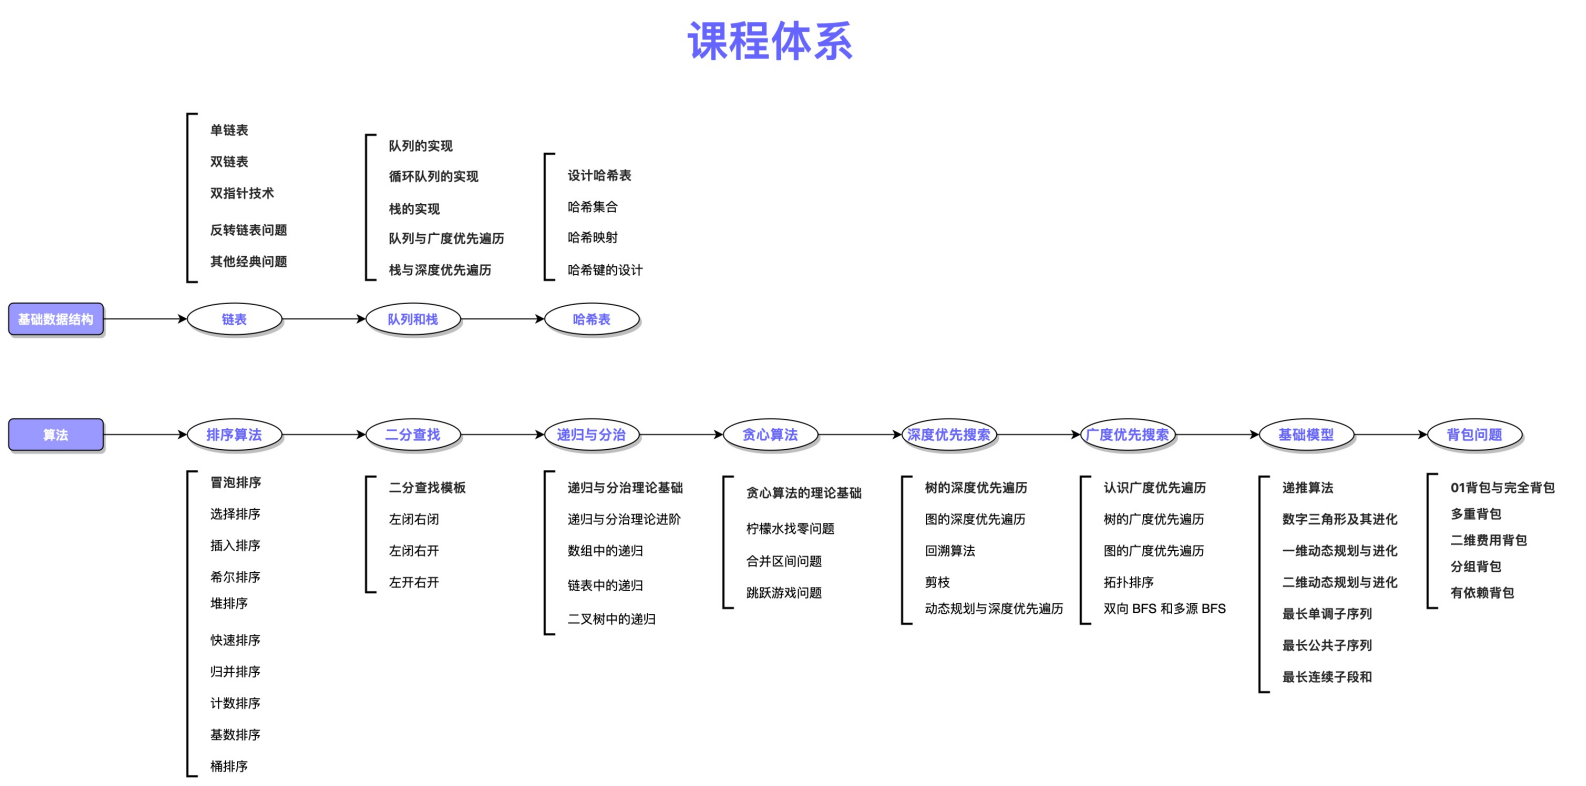 课程体系
单链表
双链表
双指针技术
反转链表问题
其他经典问题
队列的实现
循环队列的实现
栈的实现
队列与广度优先遍历
栈与深度优先遍历
设计哈希表
哈希集合
哈希映射
哈希键的设计
基础数据结构
链表
队列和栈
哈希表
算法
排序算法
二分查找
递归与分治
贪心算法
深度优先搜索
广度优先搜索
基础模型
背包问题
冒泡排序
选择排序
插入排序
希尔排序
堆排序
快速排序
归并排序
计数排序
基数排序
桶排序
二分查找模板
左闭右闭
左闭右开
左开右开
递归与分治理论基础
递归与分治理论进阶
数组中的递归
链表中的递归
二叉树中的递归
贪心算法的理论基础
柠檬水找零问题
合并区间问题
跳跃游戏问题
树的深度优先遍历
图的深度优先遍历
回溯算法
剪枝
动态规划与深度优先遍历
认识广度优先遍历
树的广度优先遍历
图的广度优先遍历
拓扑排序
双向 BFS 和多源 BFS
递推算法
数字三角形及其进化
一维动态规划与进化
二维动态规划与进化
最长单调子序列
最长公共子序列
最长连续子段和
01背包与完全背包
多重背包
二维费用背包
分组背包
有依赖背包